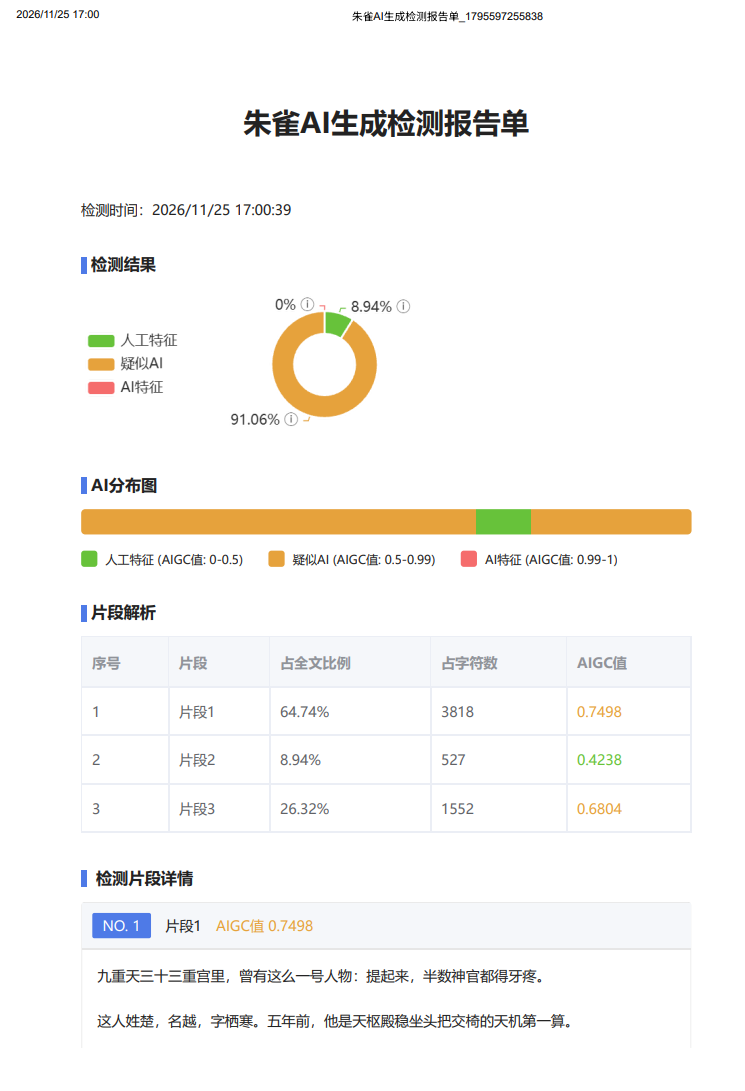 2026/11/25 17:00
朱雀AI生成检测报告单_1795597255838
朱雀AI生成检测报告单
检测时间：2026/11/25 17:00:39
检测结果
人工特征
疑似AI
AI特征
0%
8.94%
91.06%
AI分布图
人工特征 (AIGC值: 0-0.5)
疑似AI (AIGC值: 0.5-0.99)
AI特征 (AIGC值: 0.99-1)
片段解析
序号 片段 占全文比例 占字符数 AIGC值
1 片段1 64.74% 3818 0.7498
2 片段2 8.94% 527 0.4238
3 片段3 26.32% 1552 0.6804
检测片段详情
NO. 1 片段1 AIGC值 0.7498
九重天三十三重宫里，曾有这么一号人物：提起来，半数神官都得牙疼。
这人姓楚，名越，字栖寒。五年前，他是天枢殿稳坐头把交椅的天机第一算。